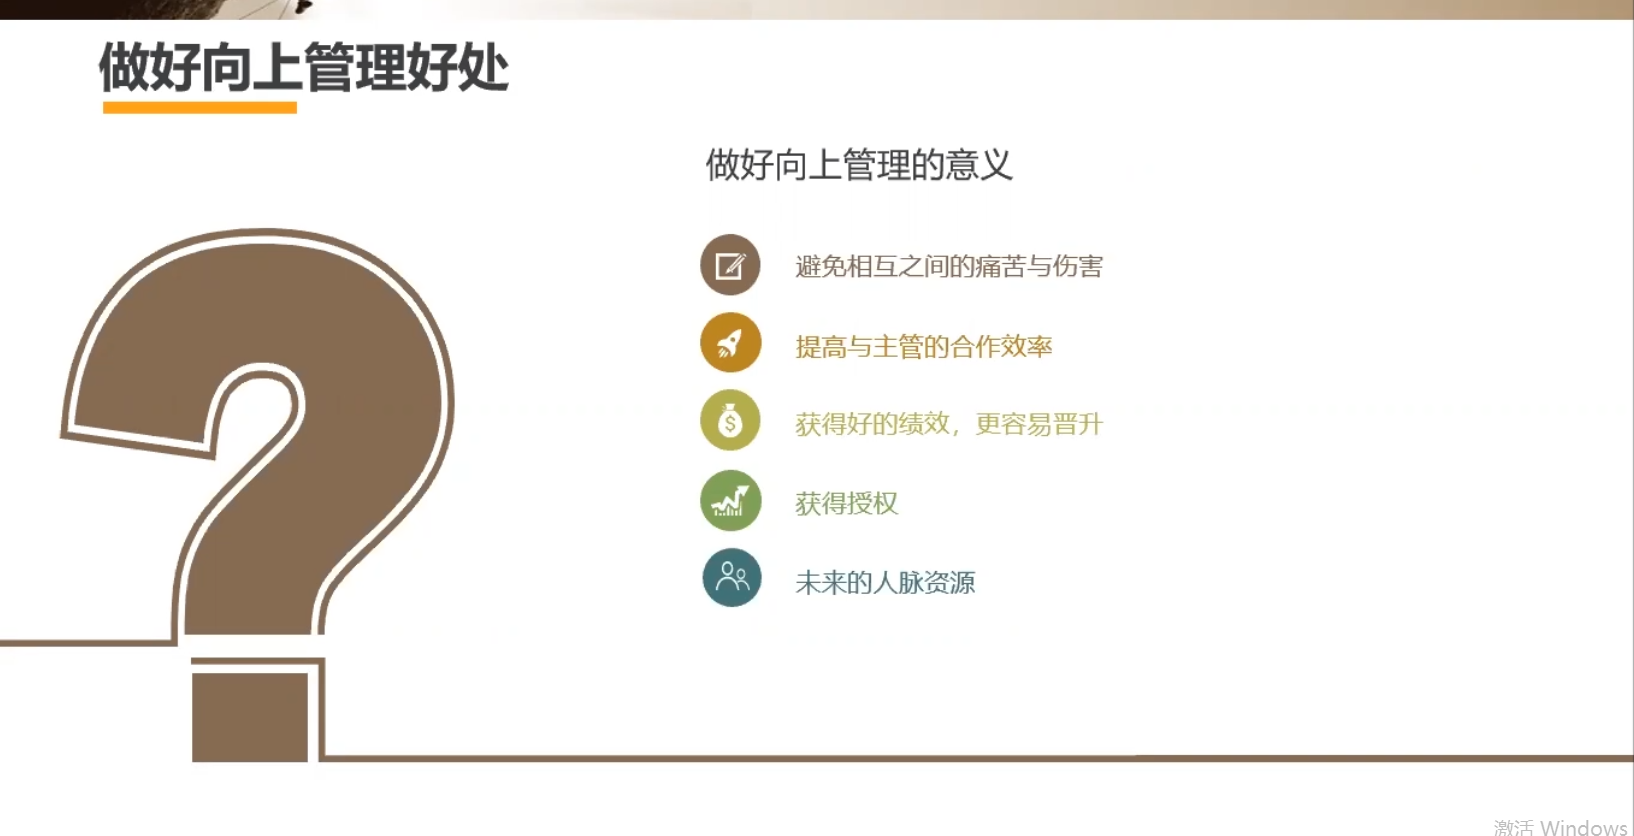 做好向上管理好处
做好向上管理的意义
避免相互之间的痛苦与伤害
提高与主管的合作效率
获得好的绩效，更容易晋升
获得授权
未来的人脉资源
激活 Windows